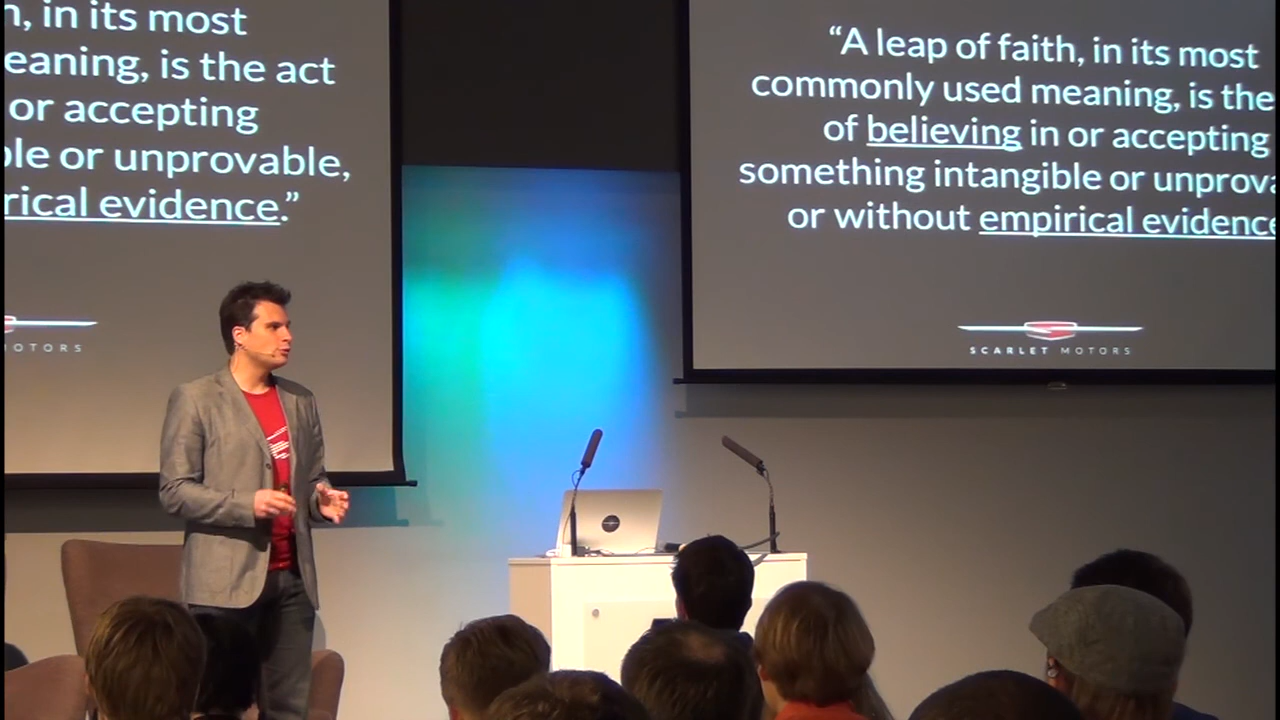 n, in its most
eaning, is the act
or accepting
ble or unprovable,
rical evidence.”
OTORS
“A leap of faith, in its most
commonly used meaning, is the
of believing in or accepting
something intangible or unprova
or without empirical evidence
SCARLET MOTORS